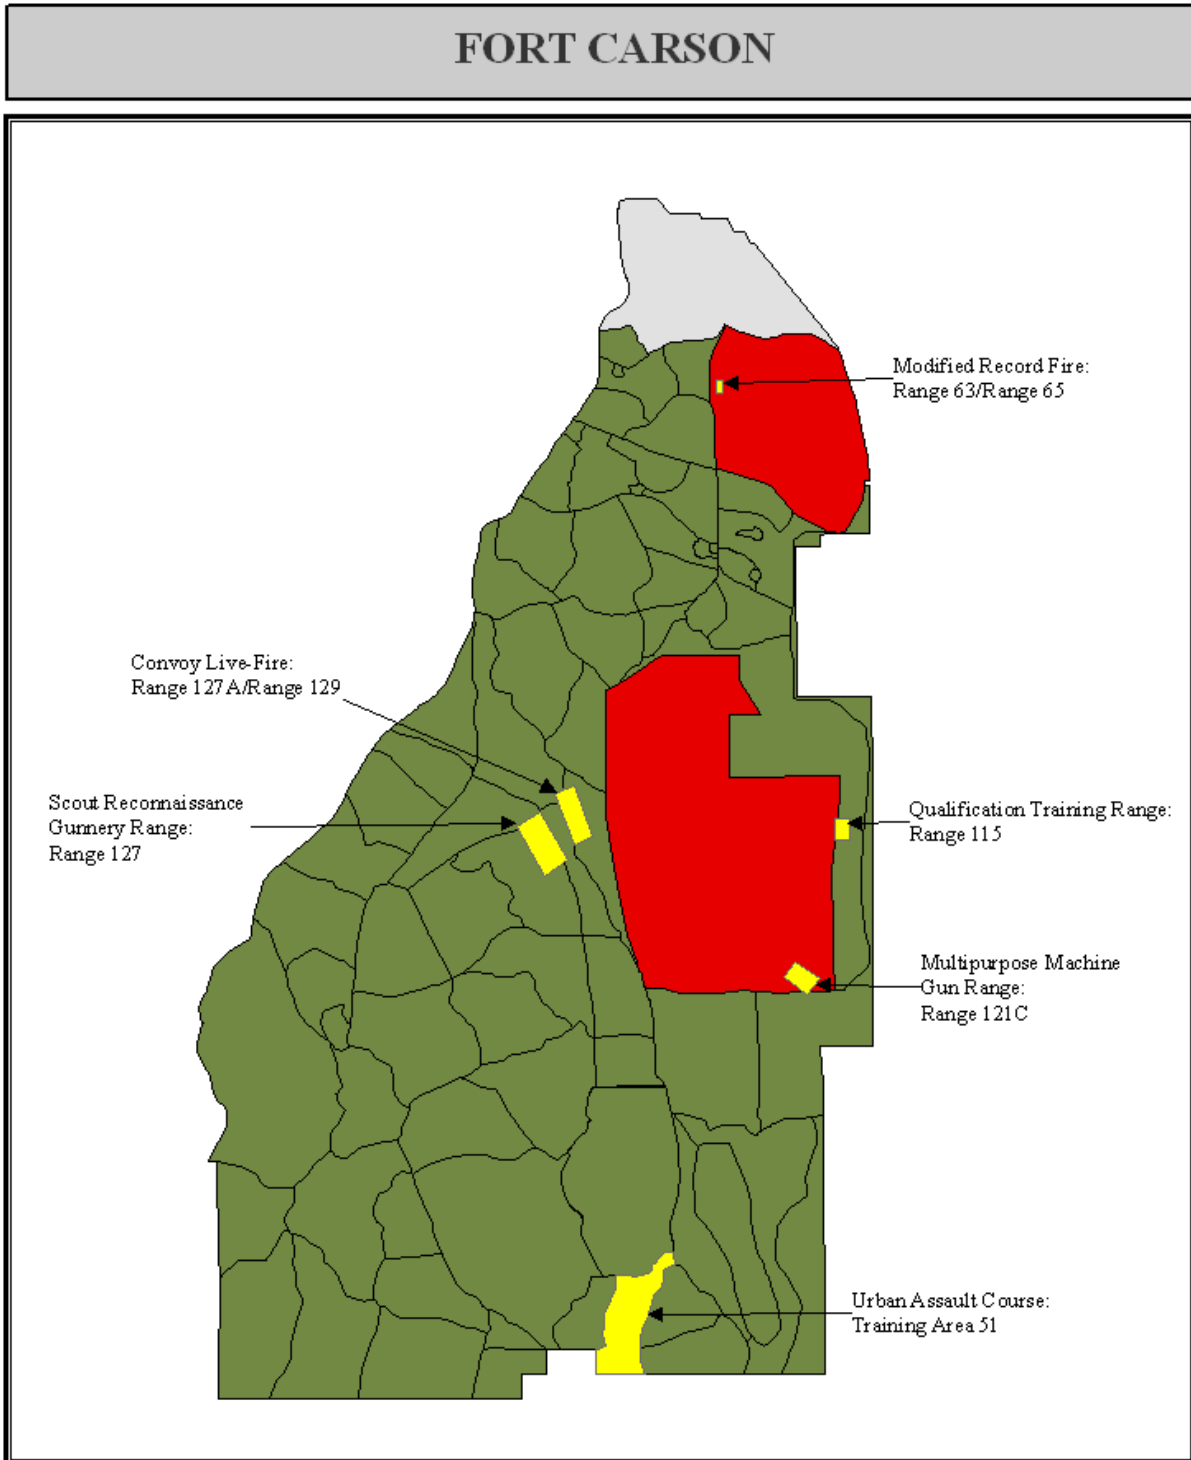 FORT CARSON
Modified Record Fire:
Range 63/Range 65
Convoy Live-Fire:
Range 127A/Range 129
Scout Reconnaissance
Gunnery Range:
Range 127
Qualification Training Range:
Range 115
Multipurpose Machine
Gun Range:
Range 121C
Urban Assault Course:
Training Area 51